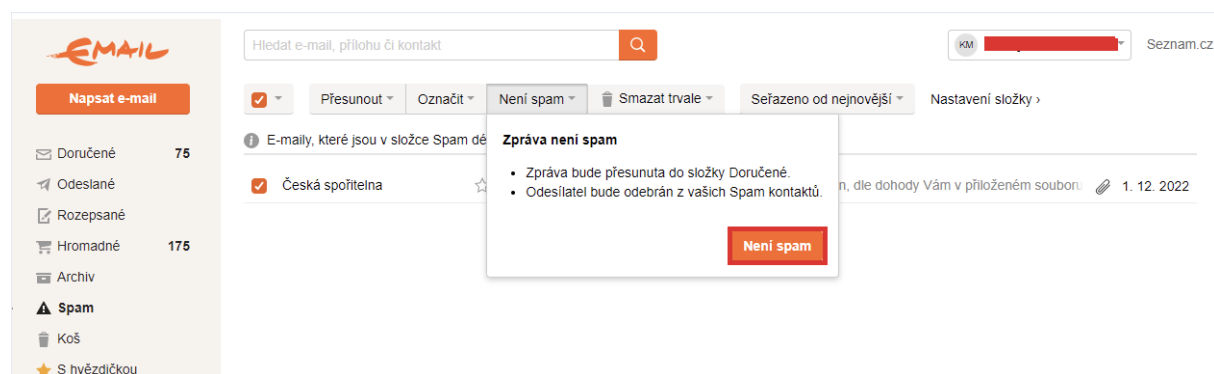 EMAIL
Hledat e-mail, přílohu či kontakt
KM
Seznam.cz
Napsat e-mail
Přesunout Označit Není spam Smazat trvale Seřazeno od nejnovější Nastavení složky ›
E-maily, které jsou v složce Spam dé
Zpráva není spam
• Zpráva bude přesunuta do složky Doručené.
• Odesílatel bude odebrán z vašich Spam kontaktů.
Není spam
Česká spořitelna n, dle dohody Vám v přiloženém souboru 1. 12. 2022
Doručené 75
Odeslané
Rozepsané
Hromadné 175
Archiv
Spam
Koš
S hvězdičkou